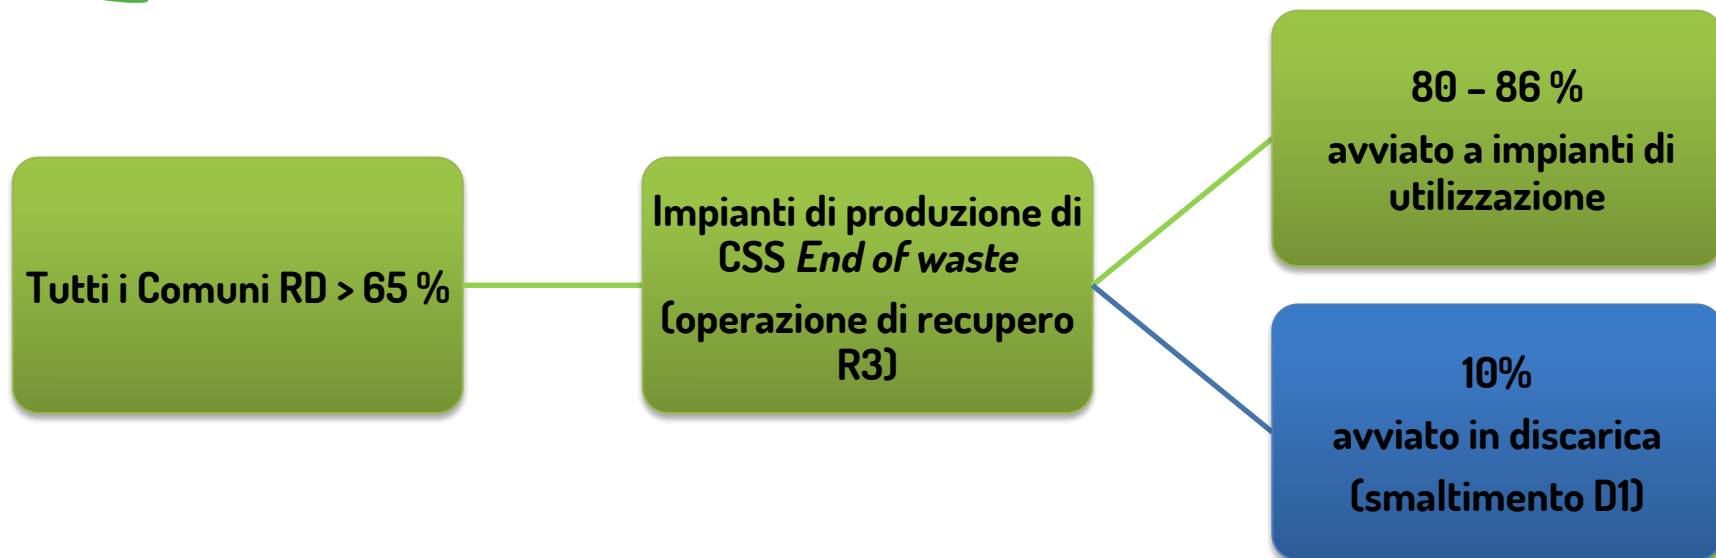 Tutti i Comuni RD > 65 %
Impianti di produzione di
CSS End of waste
(operazione di recupero
R3)
80 – 86 %
avviato a impianti di
utilizzazione
10%
avviato in discarica
(smaltimento D1)